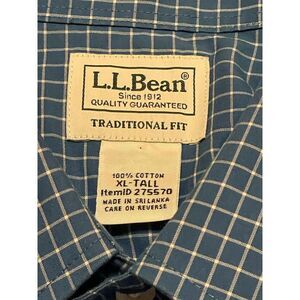 L.L.Bean®
Since 1912
QUALITY GUARANTEED
TRADITIONAL FIT
100% COTTON
XL-TALL
ItemID 275570
MADE IN SRI LANKA
CARE ON REVERSE